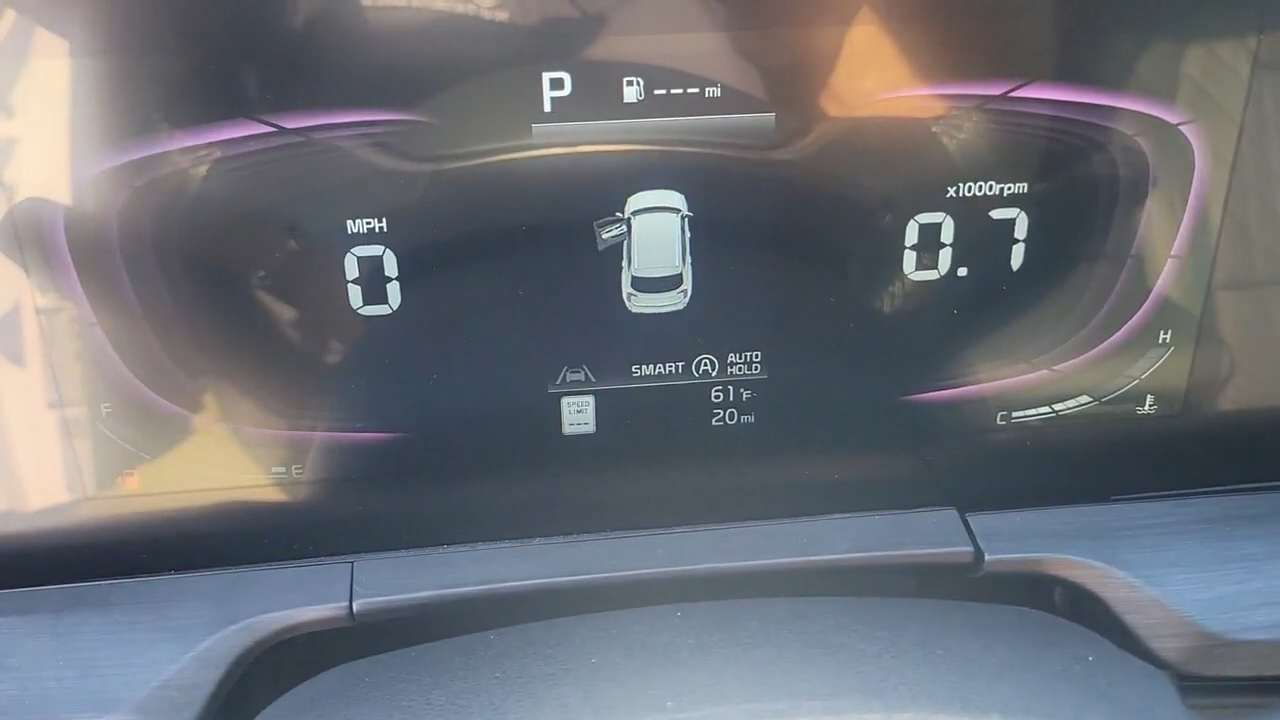 P --- mi
MPH
0
x1000rpm
0.7
SMART A AUTO HOLD
SPEED LIMIT
---
61°F
20 mi
F
E
H
C